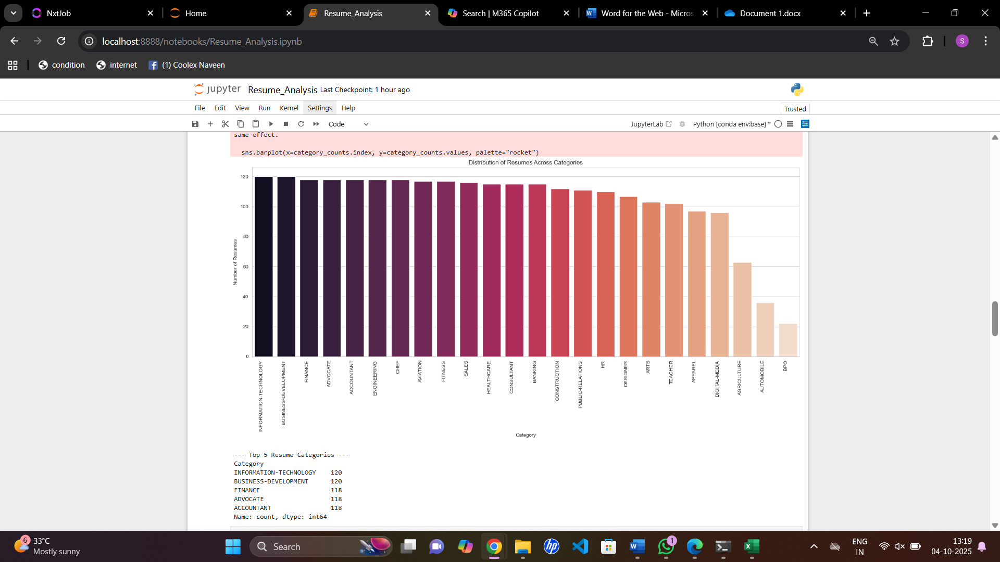 NxtJob
Home
Resume_Analysis
Search | M365 Copilot
Word for the Web - Micros
Document 1.docx
localhost:8888/notebooks/Resume_Analysis.ipynb
S
condition
internet
(1) Coolex Naveen
jupyter
Resume_Analysis Last Checkpoint: 1 hour ago
File Edit View Run Kernel Settings Help
Trusted
Code
JupyterLab
Python [conda env:base] *
same effect.
sns.barplot(x=category_counts.index, y=category_counts.values, palette="rocket")
Distribution of Resumes Across Categories
Number of Resumes
120
100
80
60
40
20
0
INFORMATION-TECHNOLOGY
BUSINESS-DEVELOPMENT
FINANCE
ADVOCATE
ACCOUNTANT
ENGINEERING
CHEF
AVIATION
FITNESS
SALES
HEALTHCARE
CONSULTANT
BANKING
CONSTRUCTION
PUBLIC-RELATIONS
HR
DESIGNER
ARTS
TEACHER
APPAREL
DIGITAL-MEDIA
AGRICULTURE
AUTOMOBILE
BPO
Category
--- Top 5 Resume Categories ---
Category
INFORMATION-TECHNOLOGY 120
BUSINESS-DEVELOPMENT 120
FINANCE 118
ADVOCATE 118
ACCOUNTANT 118
Name: count, dtype: int64
6
33°C
Mostly sunny
Search
hp
W
1
X
ENG
IN
13:19
04-10-2025